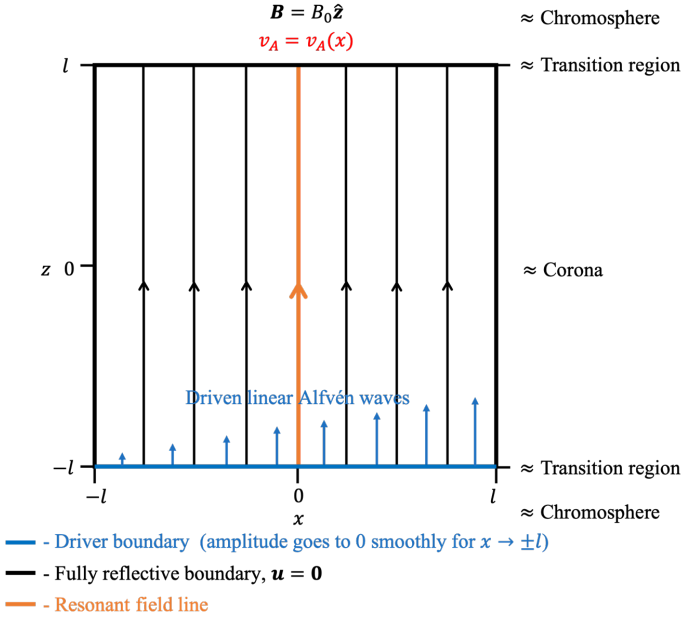 B = B₀ẑ
v_A = v_A(x)
≈ Chromosphere
l
≈ Transition region
z 0
≈ Corona
Driven linear Alfvén waves
−l
≈ Transition region
−l 0 l
x
≈ Chromosphere
- Driver boundary (amplitude goes to 0 smoothly for x → ±l)
- Fully reflective boundary, u = 0
- Resonant field line